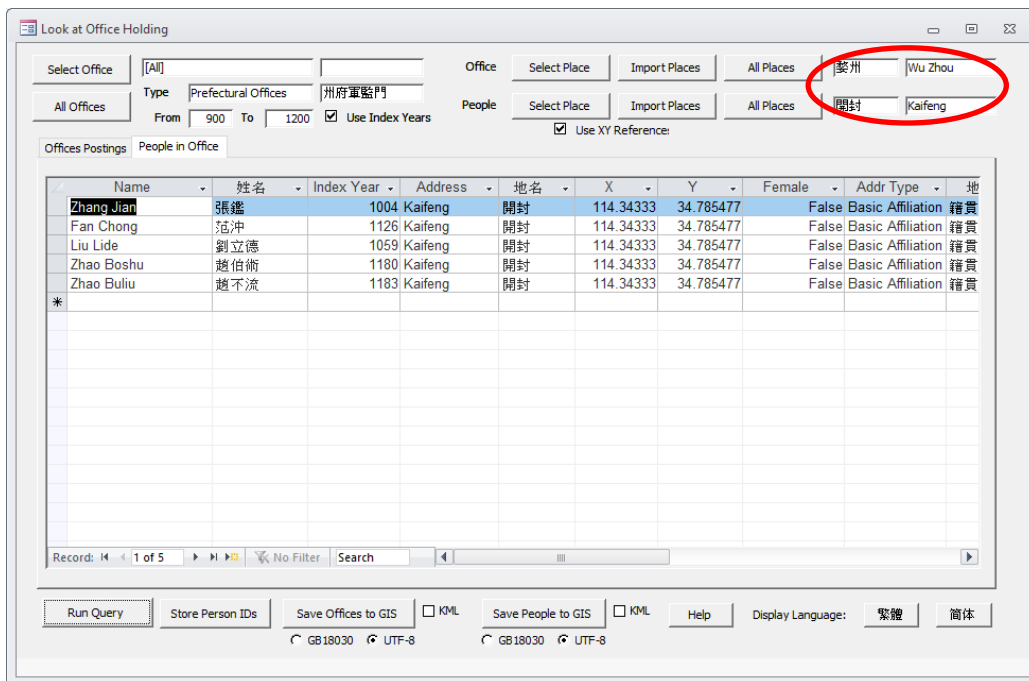 Look at Office Holding
Select Office [All] Office Select Place Import Places All Places 婺州 Wu Zhou
Type Prefectural Offices 州府軍監門
All Offices People Select Place Import Places All Places 開封 Kaifeng
From 900 To 1200 Use Index Years
Use XY References
Offices Postings People in Office
Name 姓名 Index Year Address 地名 X Y Female Addr Type 地
Zhang Jian 張鑑 1004 Kaifeng 開封 114.34333 34.785477 False Basic Affiliation 籍貫
Fan Chong 范沖 1126 Kaifeng 開封 114.34333 34.785477 False Basic Affiliation 籍貫
Liu Lide 劉立德 1059 Kaifeng 開封 114.34333 34.785477 False Basic Affiliation 籍貫
Zhao Boshu 趙伯術 1180 Kaifeng 開封 114.34333 34.785477 False Basic Affiliation 籍貫
Zhao Buliu 趙不流 1183 Kaifeng 開封 114.34333 34.785477 False Basic Affiliation 籍貫
Record: 1 of 5 No Filter Search
Run Query Store Person IDs Save Offices to GIS KML Save People to GIS KML Help Display Language: 繁體 简体
GB18030 UTF-8 GB18030 UTF-8